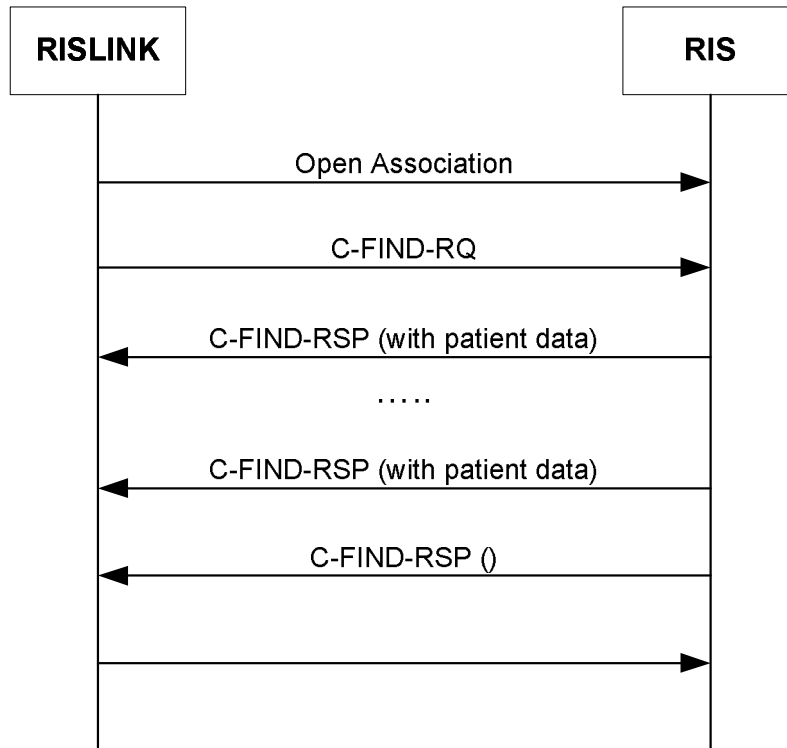 RISLINK
RIS
Open Association
C-FIND-RQ
C-FIND-RSP (with patient data)
.....
C-FIND-RSP (with patient data)
C-FIND-RSP ()